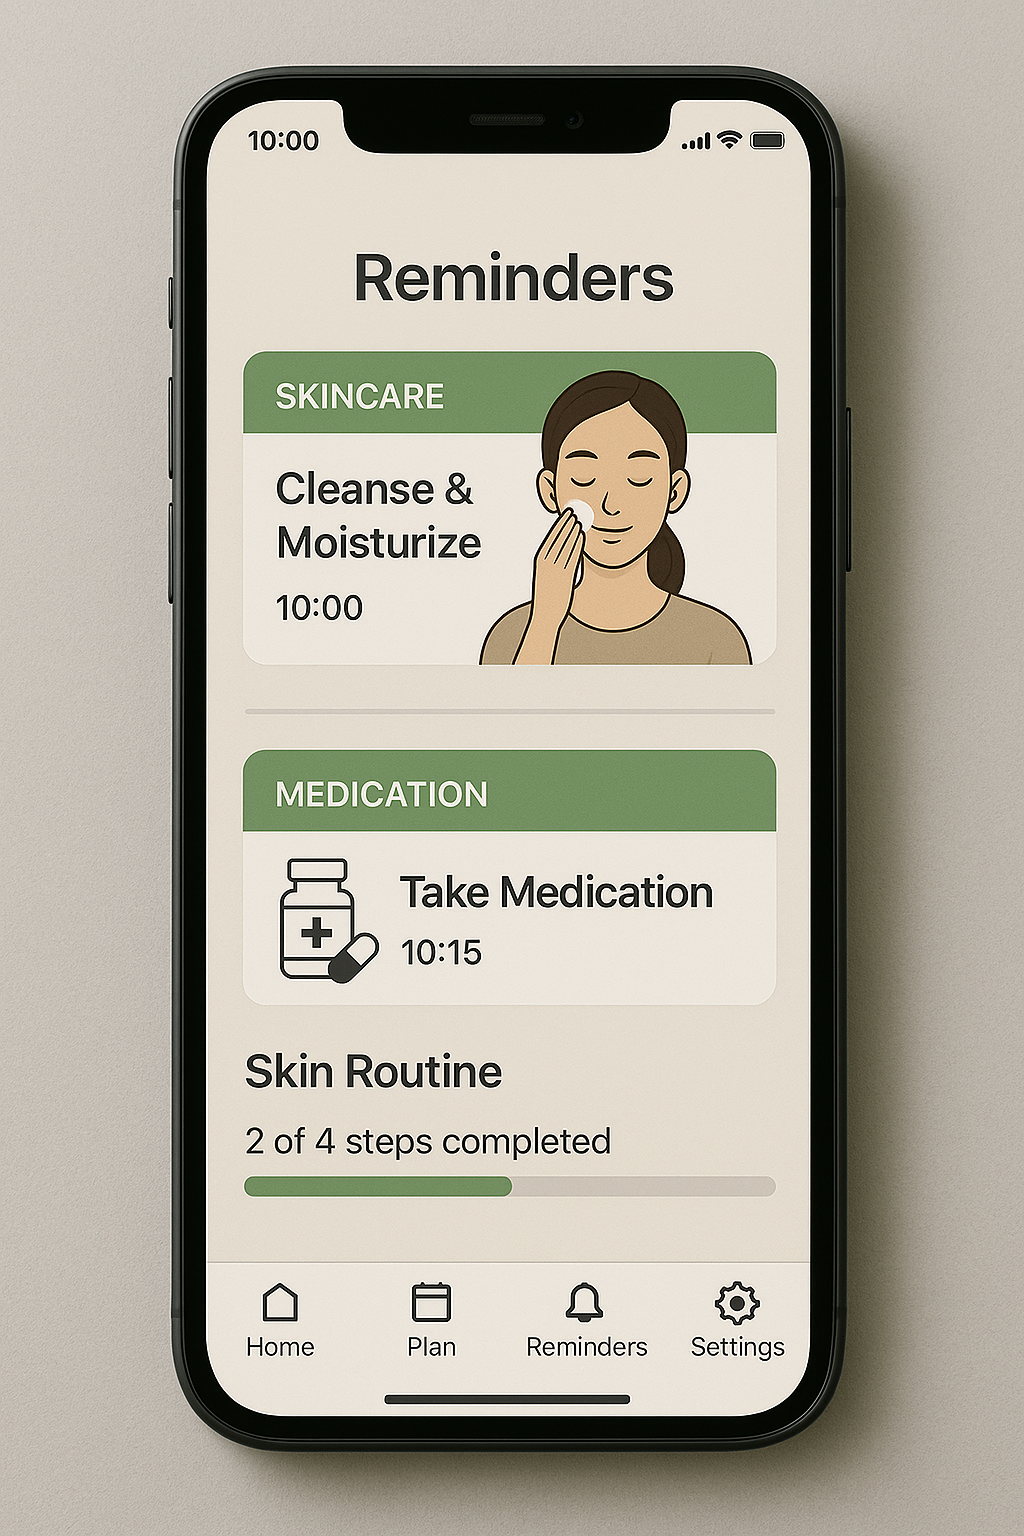 10:00
Reminders
SKINCARE
Cleanse &
Moisturize
10:00
MEDICATION
Take Medication
10:15
Skin Routine
2 of 4 steps completed
Home
Plan
Reminders
Settings